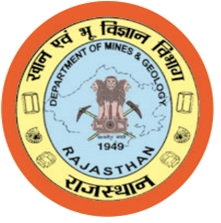 खान एवं भू विज्ञान विभाग
DEPARTMENT OF MINES & GEOLOGY
1949
RAJASTHAN
राजस्थान